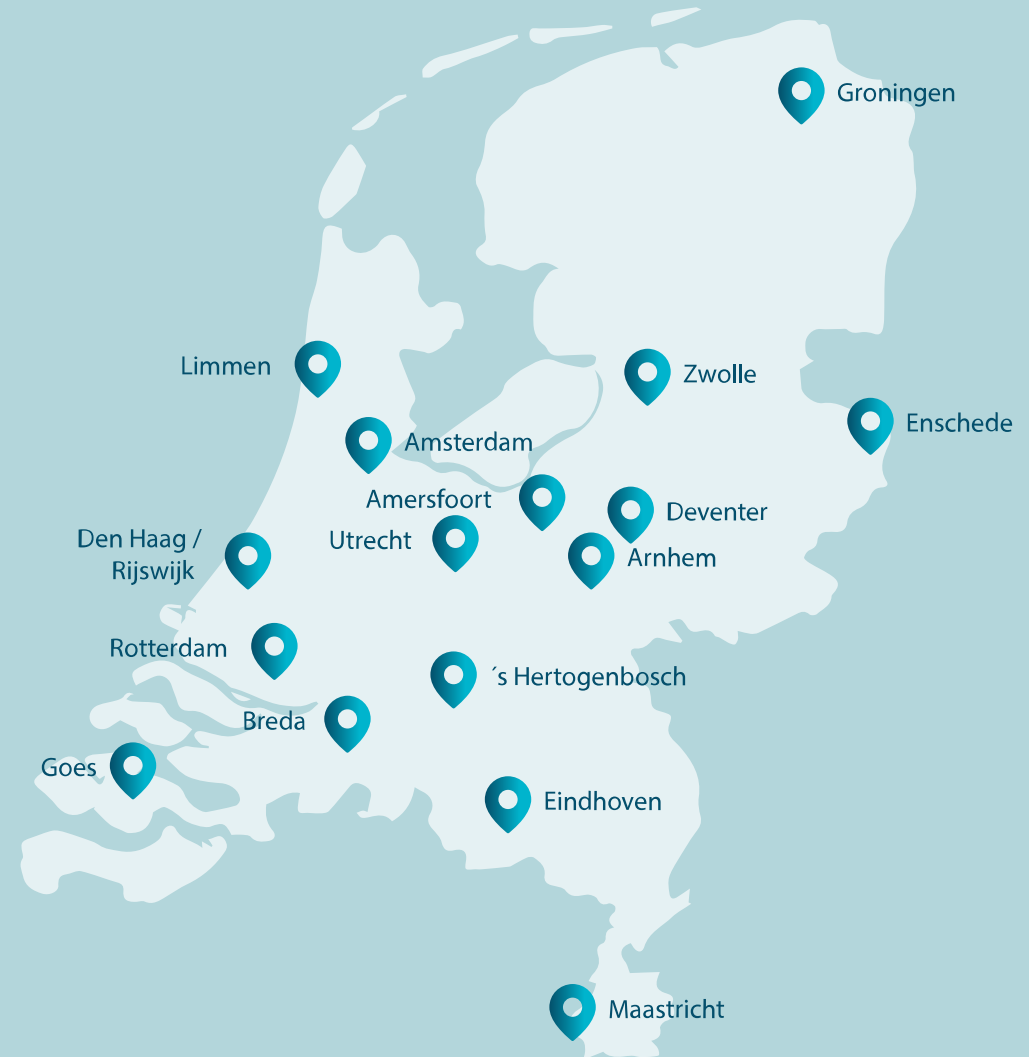 Groningen
Limmen
Zwolle
Enschede
Amsterdam
Amersfoort
Deventer
Utrecht
Den Haag /
Rijswijk
Arnhem
Rotterdam
´s Hertogenbosch
Breda
Goes
Eindhoven
Maastricht